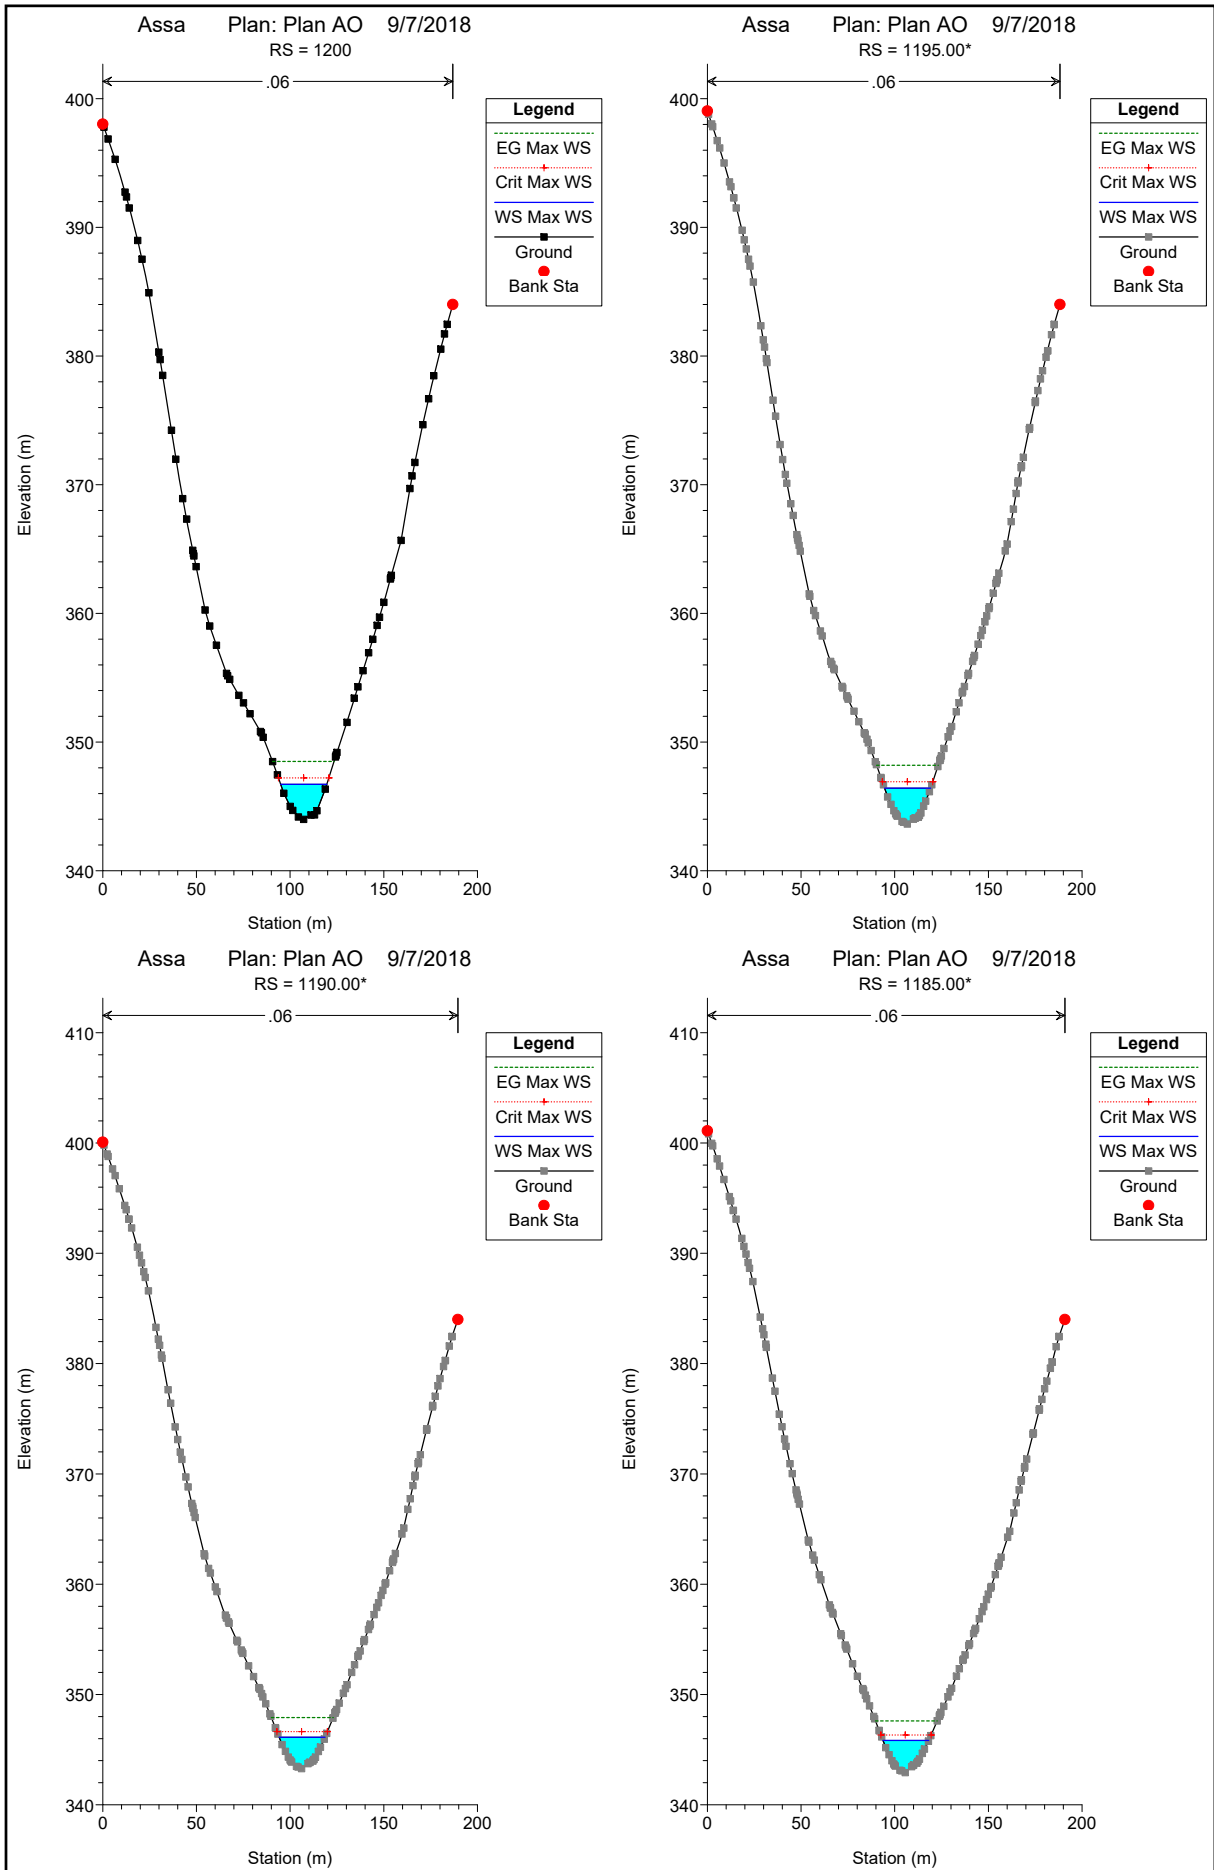 Assa Plan: Plan AO 9/7/2018
RS = 1200
.06
Legend
EG Max WS
Crit Max WS
WS Max WS
Ground
Bank Sta
400
390
380
370
360
350
340
Elevation (m)
0 50 100 150 200
Station (m)
Assa Plan: Plan AO 9/7/2018
RS = 1195.00*
.06
Legend
EG Max WS
Crit Max WS
WS Max WS
Ground
Bank Sta
400
390
380
370
360
350
340
Elevation (m)
0 50 100 150 200
Station (m)
Assa Plan: Plan AO 9/7/2018
RS = 1190.00*
.06
Legend
EG Max WS
Crit Max WS
WS Max WS
Ground
Bank Sta
410
400
390
380
370
360
350
340
Elevation (m)
0 50 100 150 200
Station (m)
Assa Plan: Plan AO 9/7/2018
RS = 1185.00*
.06
Legend
EG Max WS
Crit Max WS
WS Max WS
Ground
Bank Sta
410
400
390
380
370
360
350
340
Elevation (m)
0 50 100 150 200
Station (m)